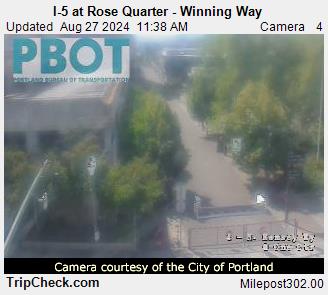 I-5 at Rose Quarter - Winning Way
Updated Aug 27 2024 11:38 AM Camera 4
PBOT
PORTLAND BUREAU OF TRANSPORTATION
Camera courtesy of the City of Portland
TripCheck.com Milepost302.00